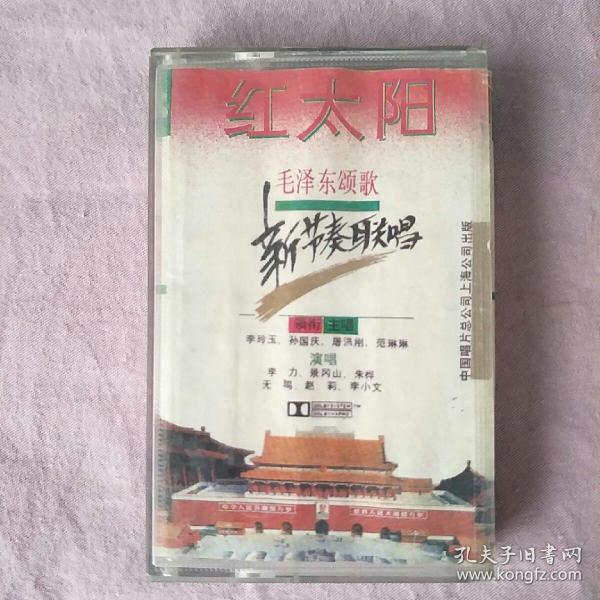 红太阳
毛泽东颂歌
新节奏联唱
领衔 主唱
李玲玉、孙国庆、屠洪刚、范琳琳
演唱
李 力、景冈山、朱桦
无 鸣、赵 莉、李小文
中国唱片总公司上海公司出版
孔夫子旧书网
www.kongfz.com